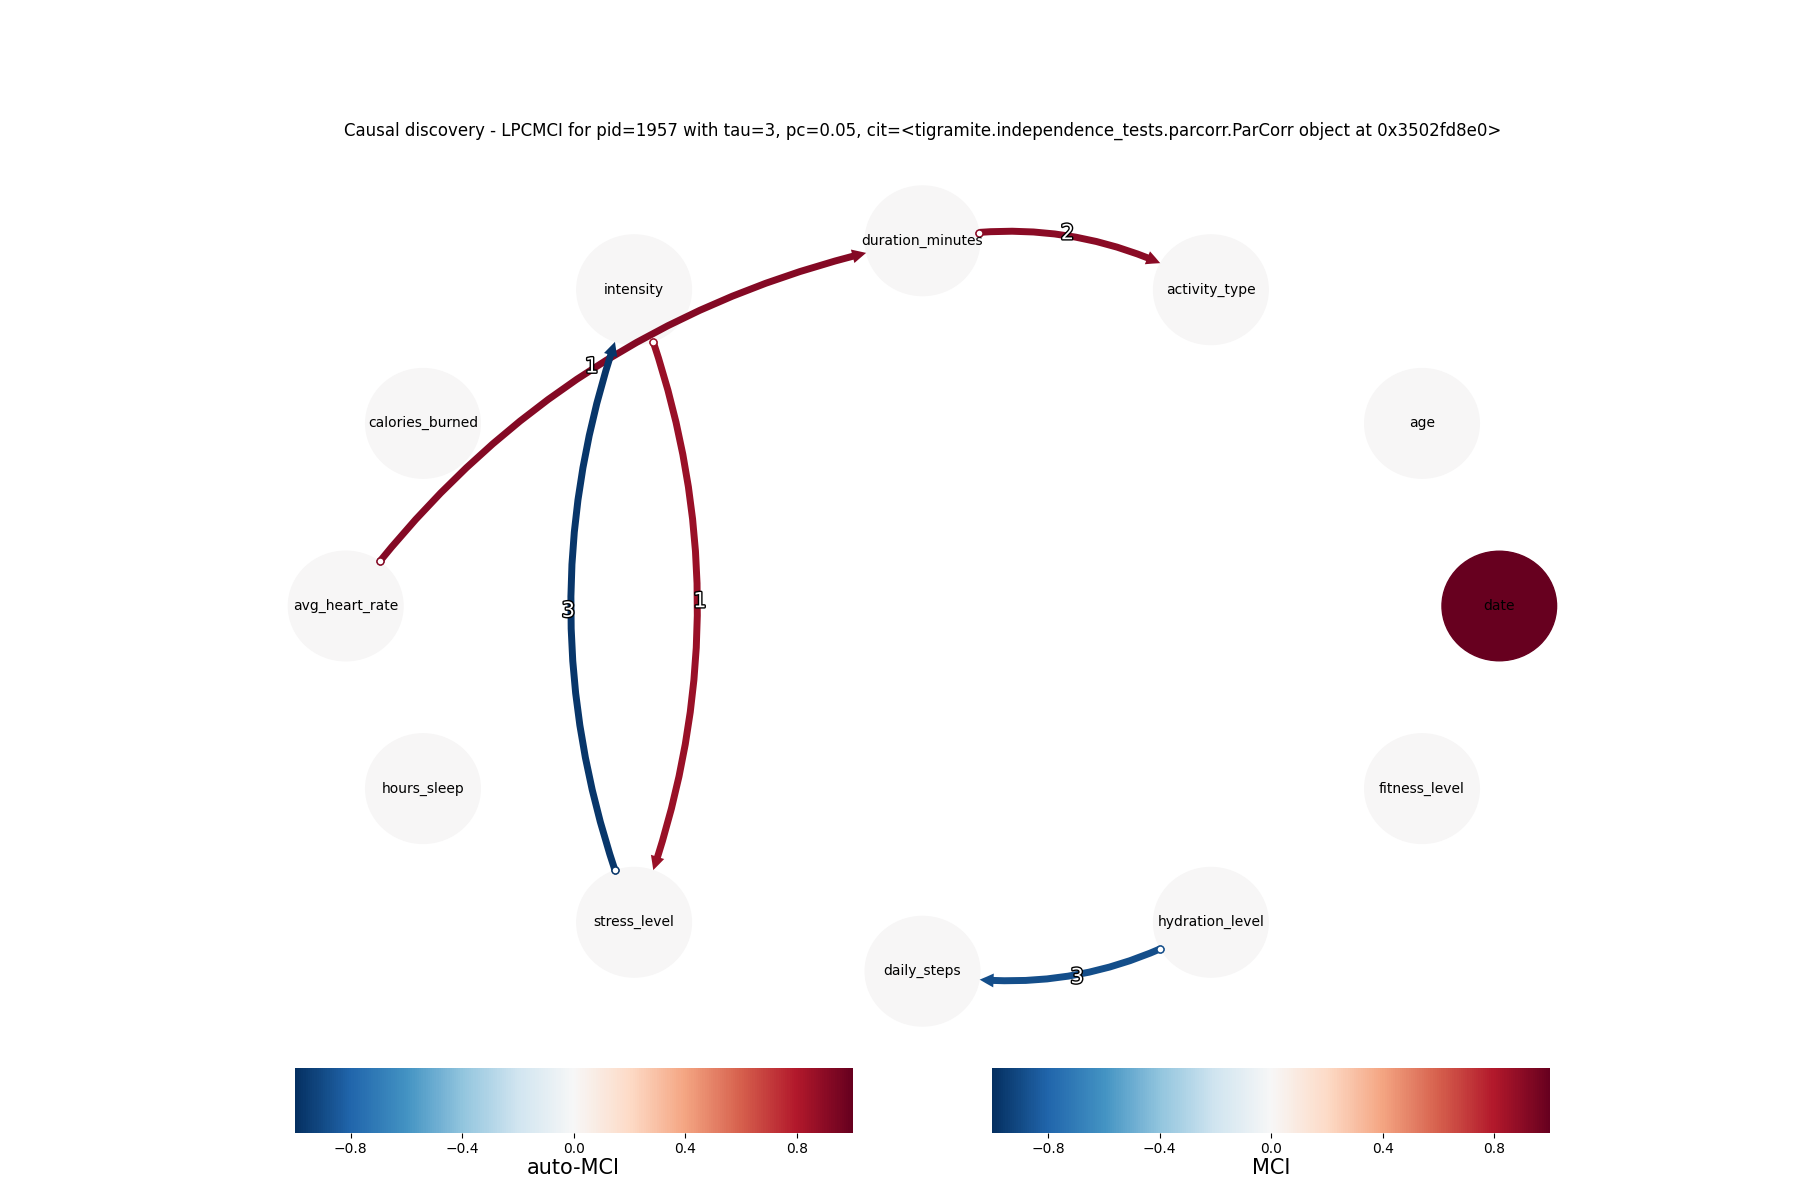 Causal discovery - LPCMCI for pid=1957 with tau=3, pc=0.05, cit=<tigramite.independence_tests.parcorr.ParCorr object at 0x3502fd8e0>
duration_minutes
2
intensity
activity_type
1
calories_burned
age
avg_heart_rate
3
1
date
hours_sleep
fitness_level
stress_level
hydration_level
daily_steps
3
−0.8 −0.4 0.0 0.4 0.8
auto-MCI
−0.8 −0.4 0.0 0.4 0.8
MCI